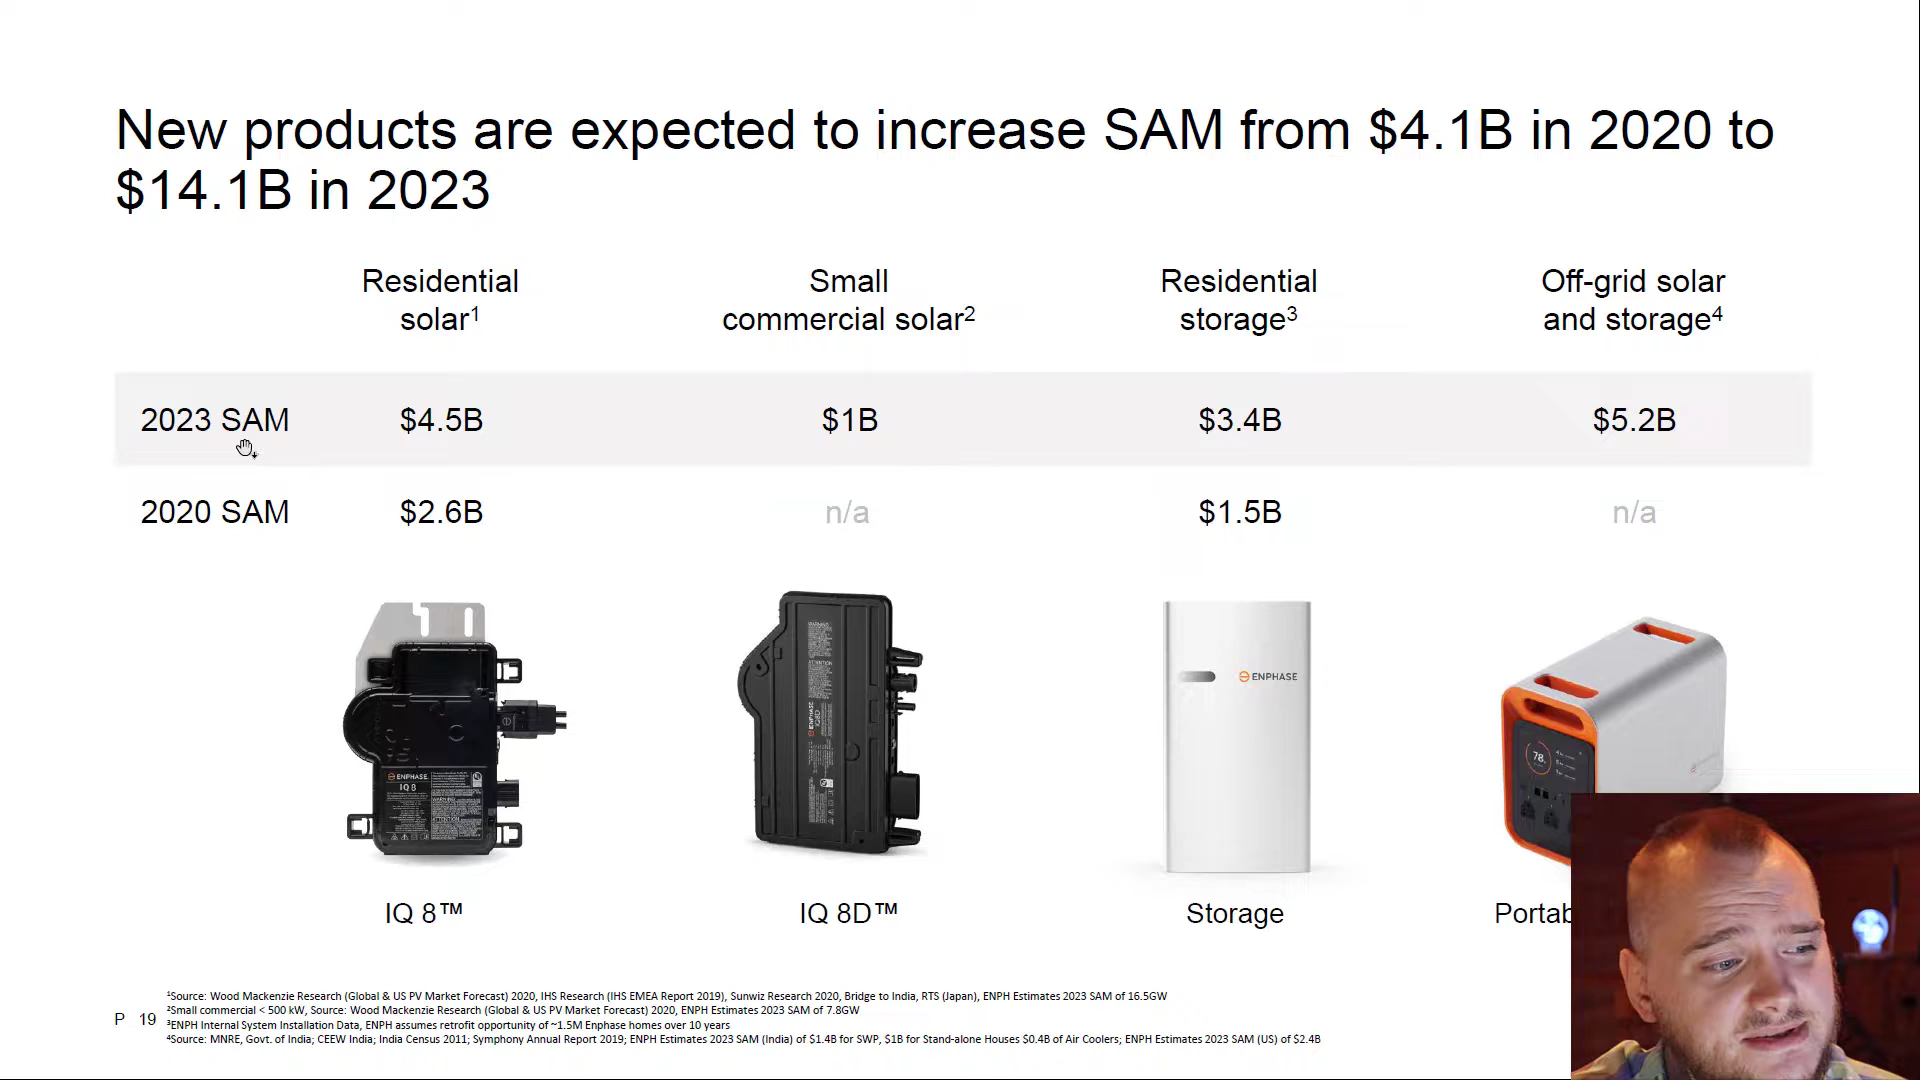 New products are expected to increase SAM from $4.1B in 2020 to
$14.1B in 2023
Residential
solar¹
Small
commercial solar²
Residential
storage³
Off-grid solar
and storage⁴
2023 SAM $4.5B $1B $3.4B $5.2B
2020 SAM $2.6B n/a $1.5B n/a
ENPHASE
IQ 8
WARNING
ATTENTION
ATTENTION
ENPHASE
IQ8D
ENPHASE
78
IQ 8™ IQ 8D™ Storage Portab
¹Source: Wood Mackenzie Research (Global & US PV Market Forecast) 2020, IHS Research (IHS EMEA Report 2019), Sunwiz Research 2020, Bridge to India, RTS (Japan), ENPH Estimates 2023 SAM of 16.5GW
²Small commercial < 500 kW, Source: Wood Mackenzie Research (Global & US PV Market Forecast) 2020, ENPH Estimates 2023 SAM of 7.8GW
³ENPH Internal System Installation Data, ENPH assumes retrofit opportunity of ~1.5M Enphase homes over 10 years
⁴Source: MNRE, Govt. of India; CEEW India; India Census 2011; Symphony Annual Report 2019; ENPH Estimates 2023 SAM (India) of $1.4B for SWP, $1B for Stand-alone Houses $0.4B of Air Coolers; ENPH Estimates 2023 SAM (US) of $2.4B
P 19